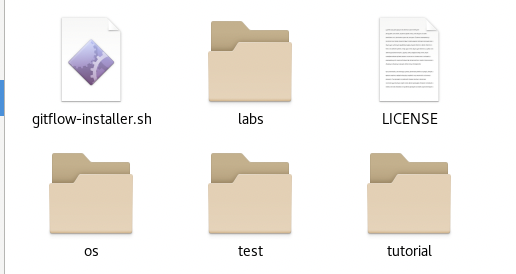 gitflow-installer.sh
labs
LICENSE
os
test
tutorial